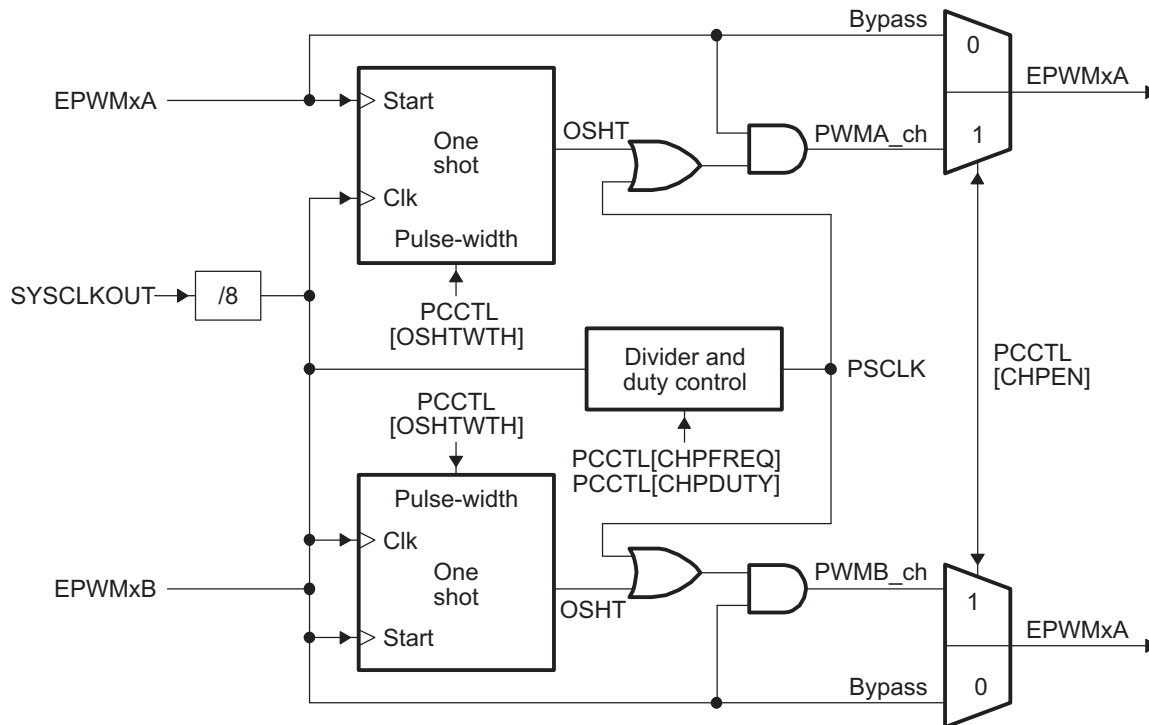 Bypass
0
EPWMxA
Start
EPWMxA
OSHT
One
shot
PWMA_ch
1
Clk
Pulse-width
SYSCLKOUT
/8
PCCTL
[OSHTWTH]
Divider and
duty control
PSCLK
PCCTL
[CHPEN]
PCCTL
[OSHTWTH]
PCCTL[CHPFREQ]
PCCTL[CHPDUTY]
Pulse-width
Clk
EPWMxB
One
shot
OSHT
PWMB_ch
1
Start
EPWMxA
Bypass
0